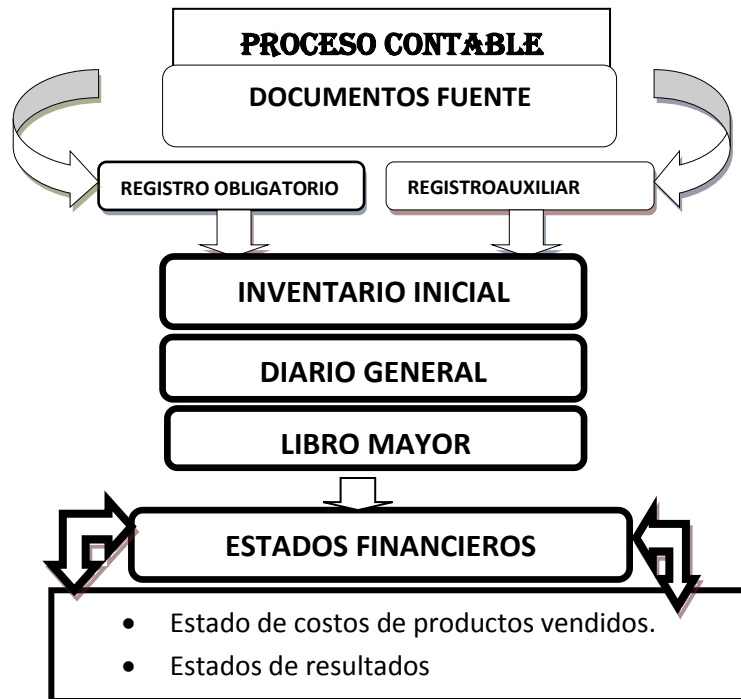 PROCESO CONTABLE
DOCUMENTOS FUENTE
REGISTRO OBLIGATORIO
REGISTROAUXILIAR
INVENTARIO INICIAL
DIARIO GENERAL
LIBRO MAYOR
ESTADOS FINANCIEROS
• Estado de costos de productos vendidos.
• Estados de resultados